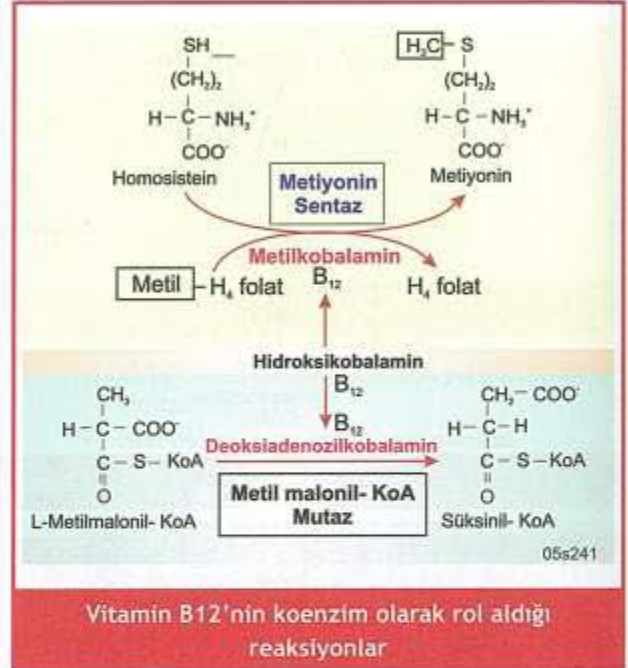 SH
(CH₂)₂
H–C–NH₃⁺
COO⁻
Homosistein
H₃C–S
(CH₂)₂
H–C–NH₃⁺
COO⁻
Metiyonin
Metiyonin
Sentaz
Metilkobalamin
B₁₂
Metil–H₄ folat
H₄ folat
Hidroksikobalamin
B₁₂
B₁₂
Deoksiadenozilkobalamin
CH₃
H–C–COO⁻
C–S–KoA
O
L-Metilmalonil- KoA
Metil malonil- KoA
Mutaz
CH₂–COO⁻
H–C–H
C–S–KoA
O
Süksinil- KoA
05s241
Vitamin B12'nin koenzim olarak rol aldığı
reaksiyonlar